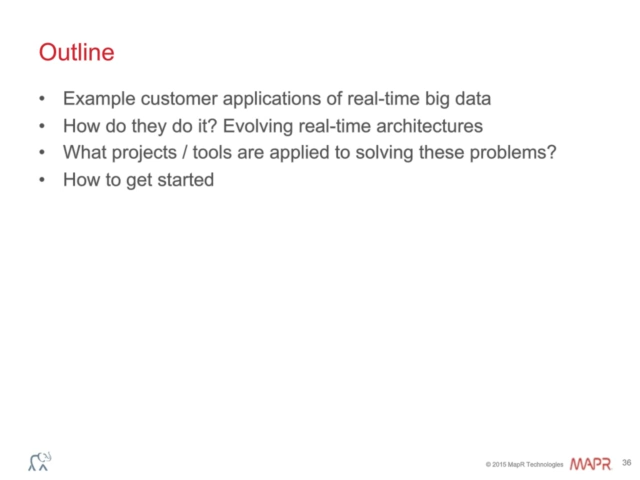 Outline
• Example customer applications of real-time big data
• How do they do it? Evolving real-time architectures
• What projects / tools are applied to solving these problems?
• How to get started
© 2015 MapR Technologies MAPR 36